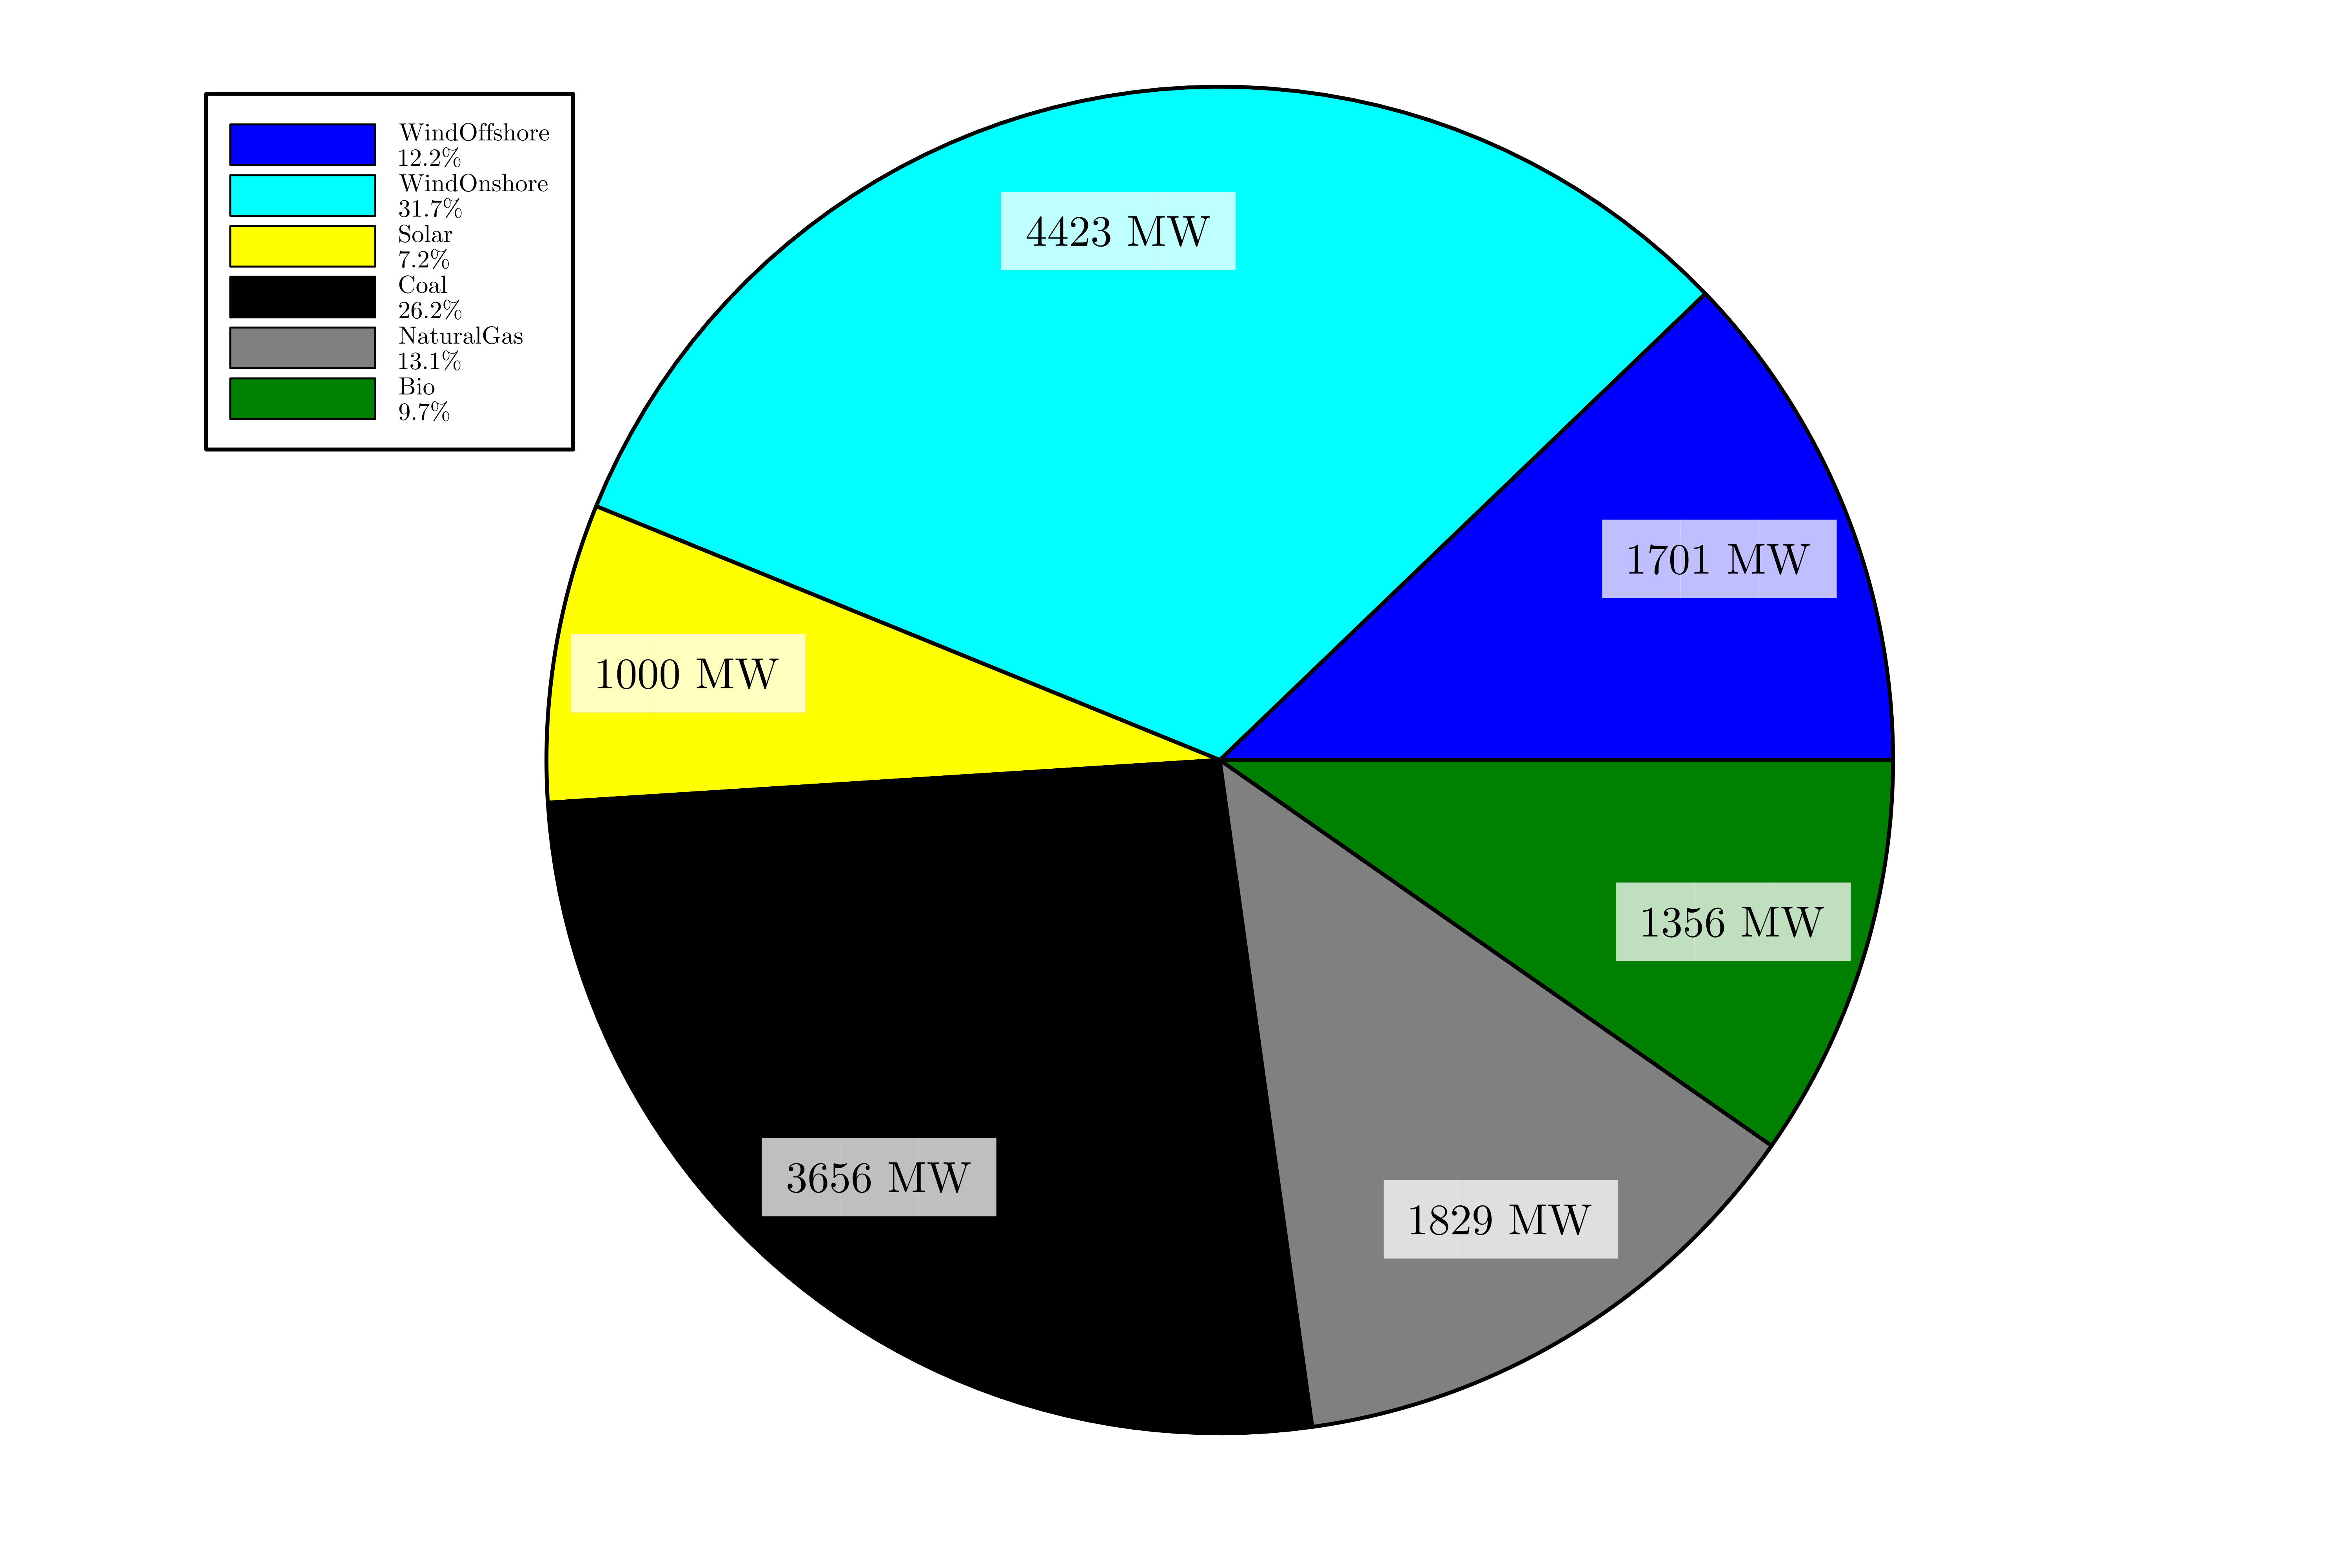 WindOffshore
12.2%
WindOnshore
31.7%
Solar
7.2%
Coal
26.2%
NaturalGas
13.1%
Bio
9.7%
4423 MW
1701 MW
1000 MW
1356 MW
3656 MW
1829 MW